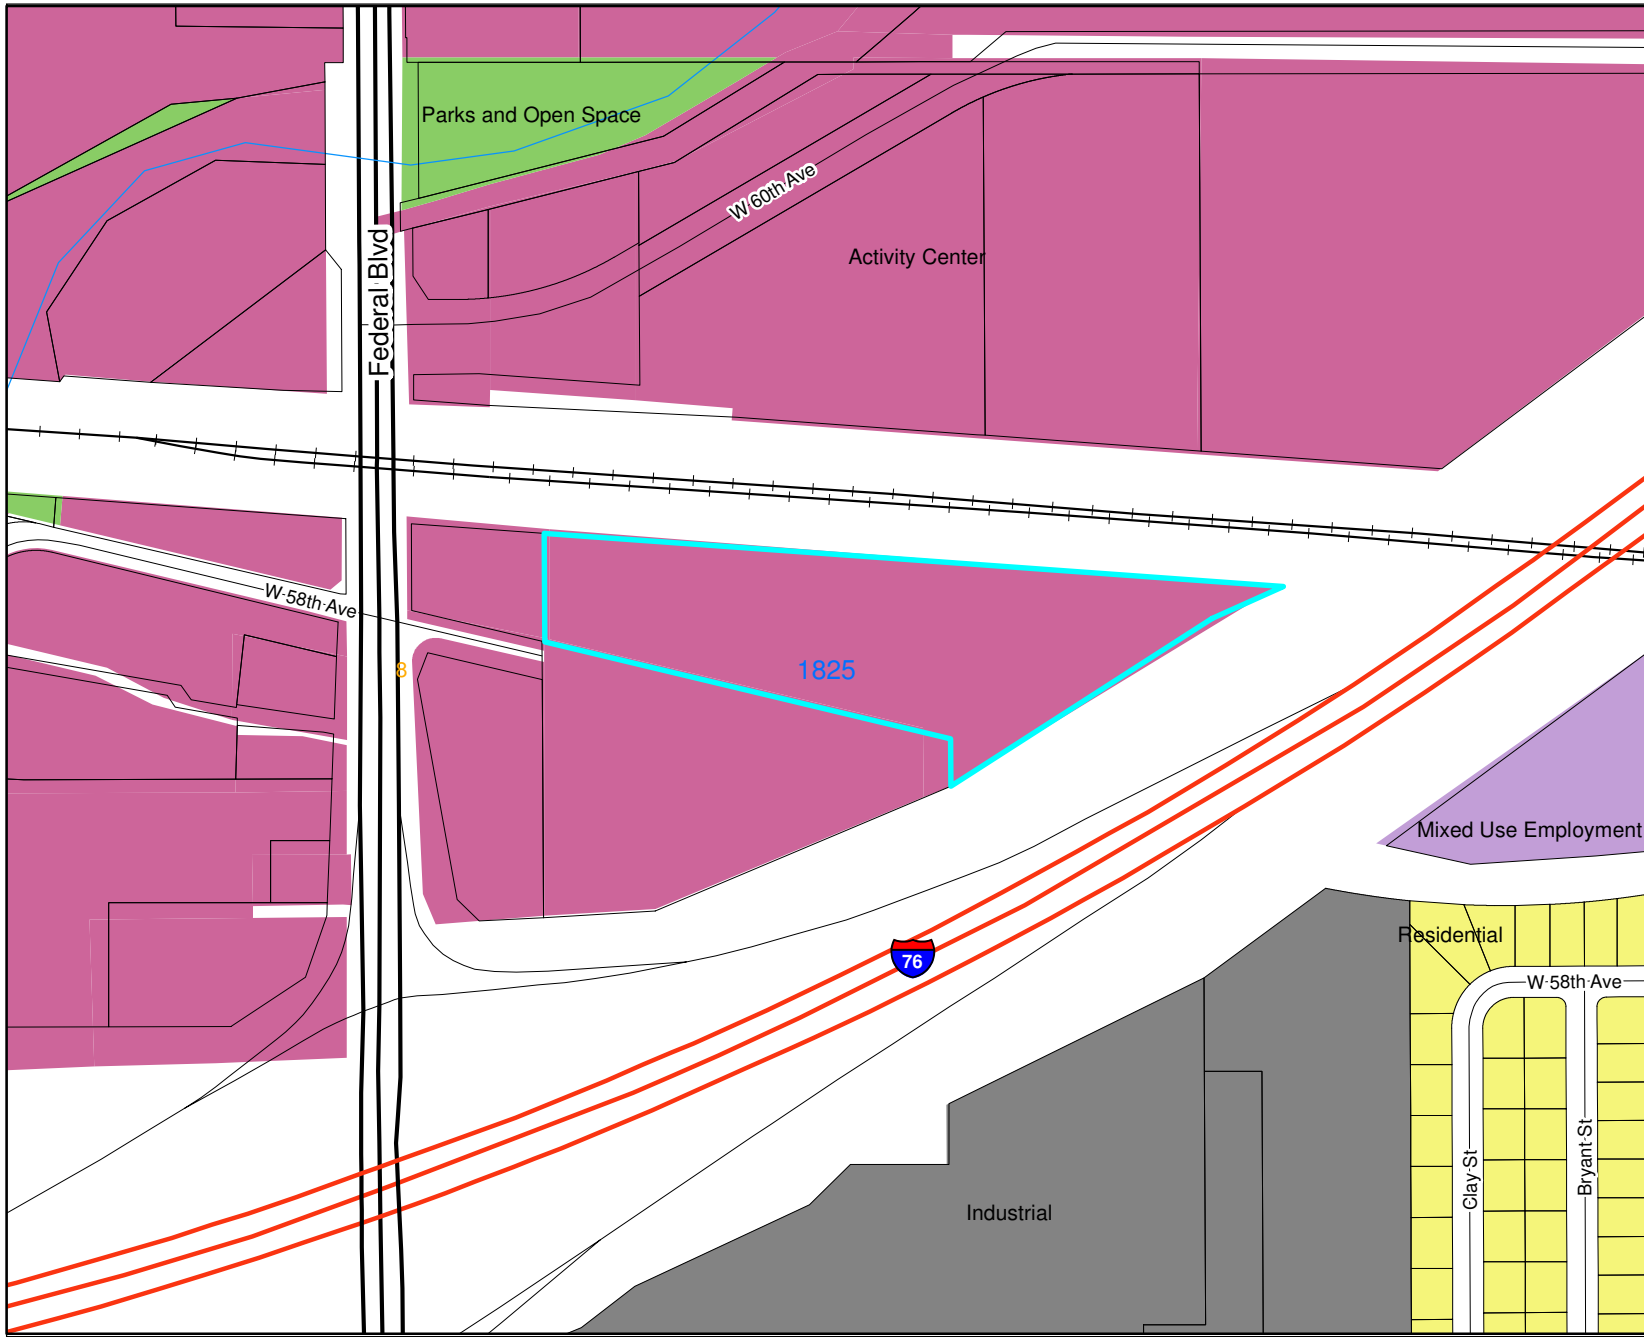 Parks and Open Space
W 60th Ave
Federal Blvd
Activity Center
W 58th Ave
8
1825
Mixed Use Employment
Residential
76
W 58th Ave
Clay St
Bryant St
Industrial